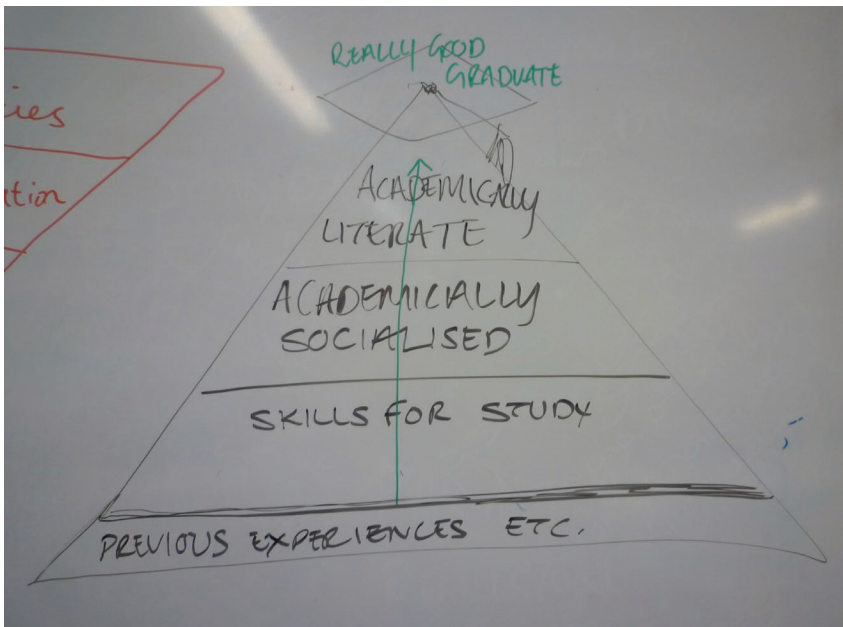 REALLY GOOD
GRADUATE
ies
tion
ACADEMICALLY
LITERATE
ACADEMICALLY
SOCIALISED
SKILLS FOR STUDY
PREVIOUS EXPERIENCES ETC.